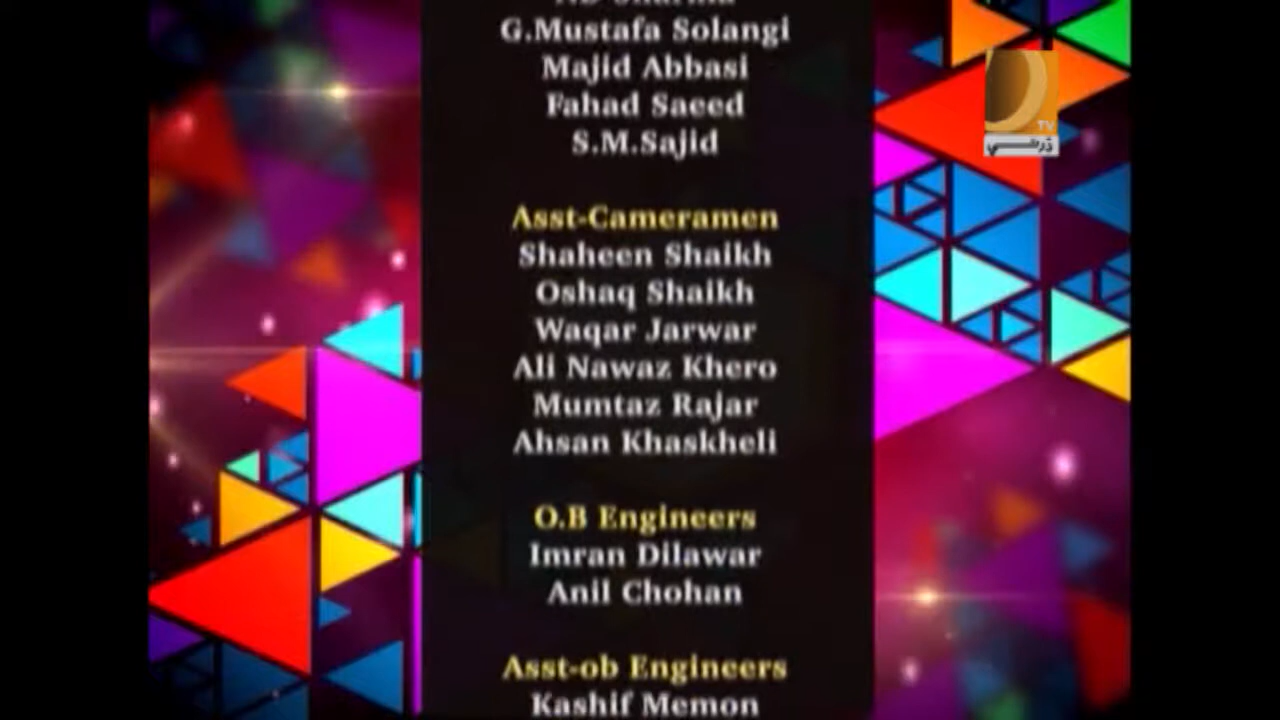 G.Mustafa Solangi
Majid Abbasi
Fahad Saeed
S.M.Sajid
Asst-Cameramen
Shaheen Shaikh
Oshaq Shaikh
Waqar Jarwar
Ali Nawaz Khero
Mumtaz Rajar
Ahsan Khaskheli
O.B Engineers
Imran Dilawar
Anil Chohan
Asst-ob Engineers
Kashif Memon
TV